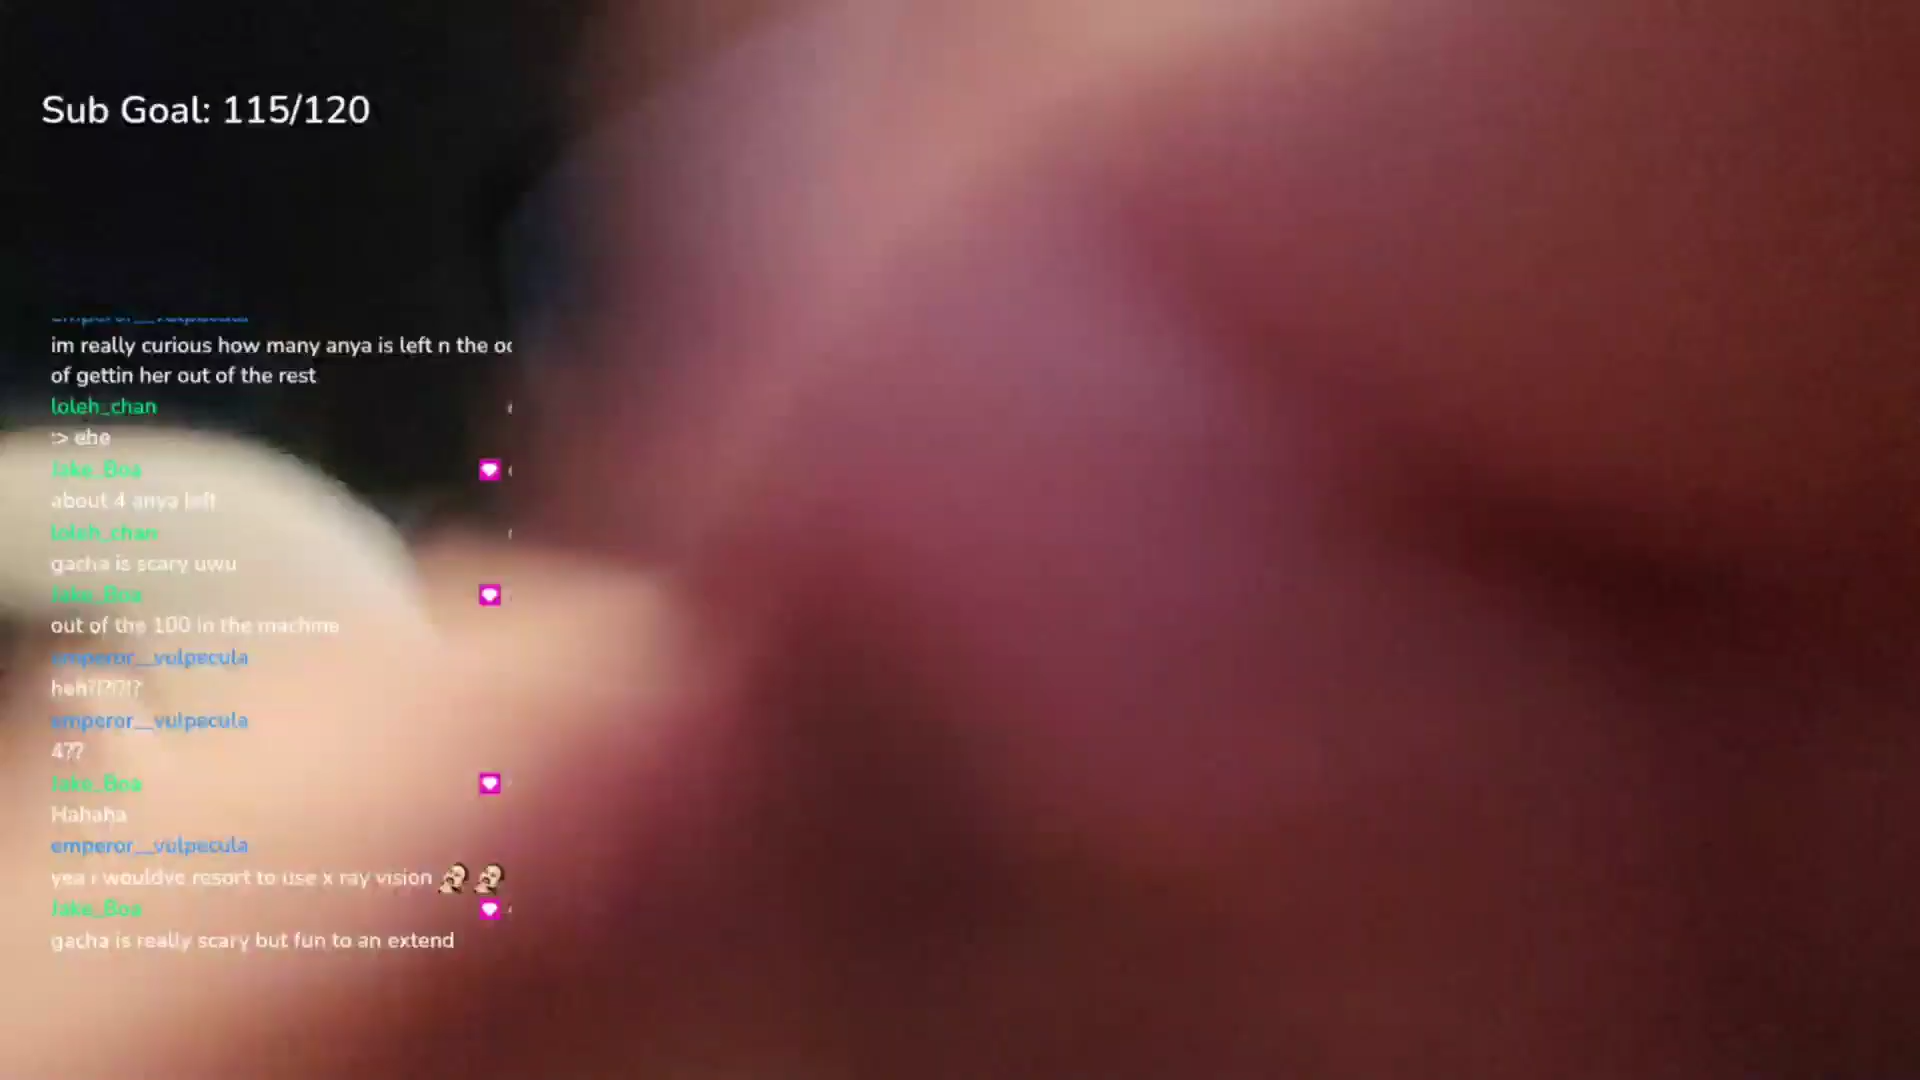 Sub Goal: 115/120
im really curious how many anya is left n the
of gettin her out of the rest
loleh_chan
:> ehe
Jake_Boa
about 4 anya left
loleh_chan
gacha is scary uwu
Jake_Boa
out of the 100 in the machine
emperor__vulpecula
heh?!?!?!?
emperor__vulpecula
4??
Jake_Boa
Hahaha
emperor__vulpecula
yea i wouldve resort to use x ray vision
Jake_Boa
gacha is really scary but fun to an extend